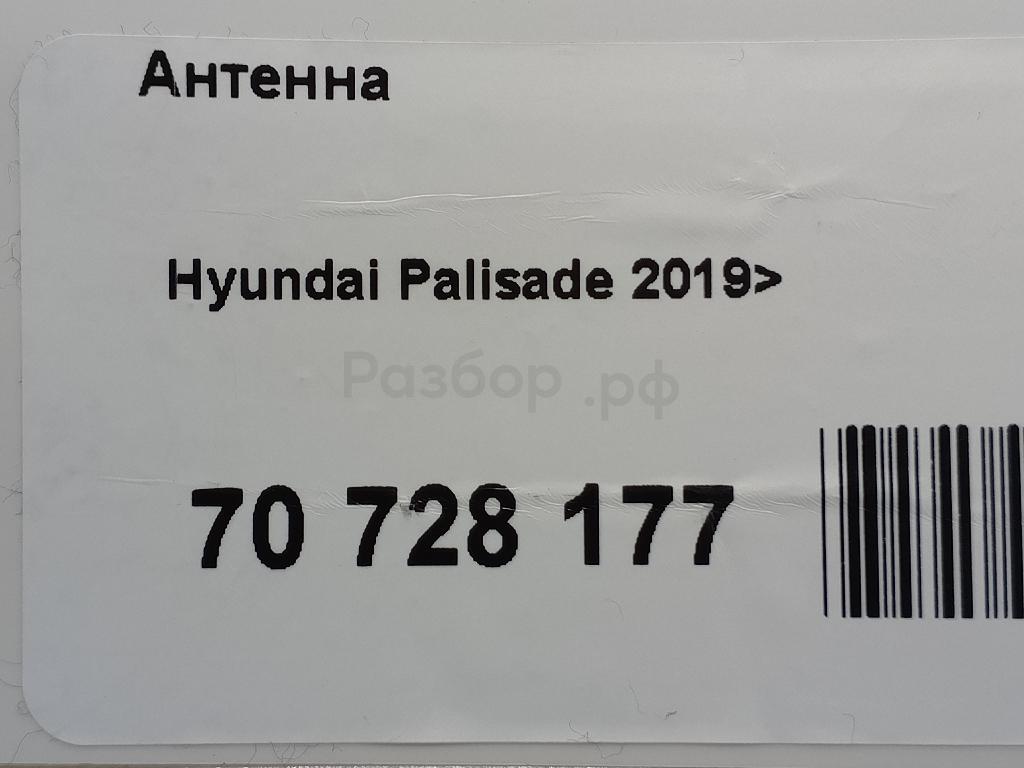 Антенна
Hyundai Palisade 2019>
Разбор.рф
70 728 177